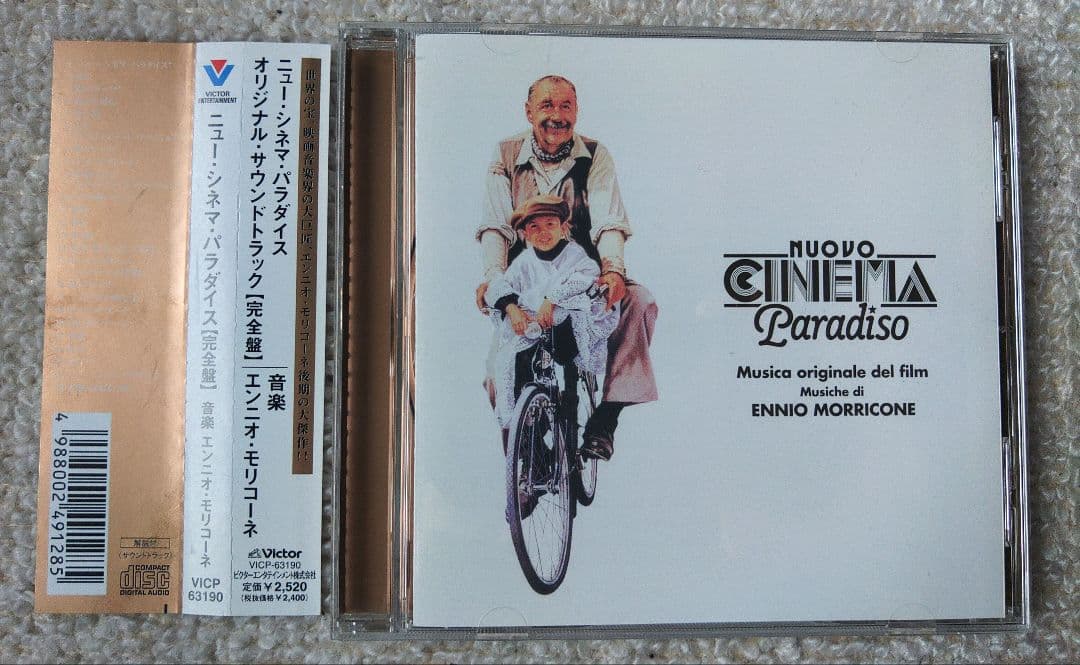 VICTOR
ENTERTAINMENT
ニュー・シネマ・パラダイス【完全盤】 音楽 エンニオ・モリコーネ
VICP
63190
世界の宝、映画音楽界の大巨匠、エンニオ・モリコーネ後期の大傑作!!
ニュー・シネマ・パラダイス
オリジナル・サウンドトラック【完全盤】
音楽
エンニオ・モリコーネ
Victor
VICP-63190
ビクターエンタテインメント株式会社
定価￥2,520
(税抜価格￥2,400)
4 988002 491285
解説付
(サウンドトラック)
COMPACT
disc
DIGITAL AUDIO
NUOVO
CINEMA
Paradiso
Musica originale del film
Musiche di
ENNIO MORRICONE